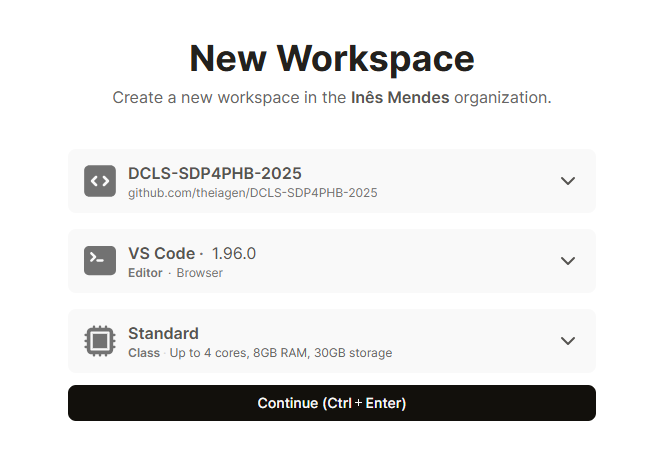 New Workspace
Create a new workspace in the Inês Mendes organization.
DCLS-SDP4PHB-2025
github.com/theiagen/DCLS-SDP4PHB-2025
VS Code · 1.96.0
Editor · Browser
Standard
Class · Up to 4 cores, 8GB RAM, 30GB storage
Continue (Ctrl + Enter)